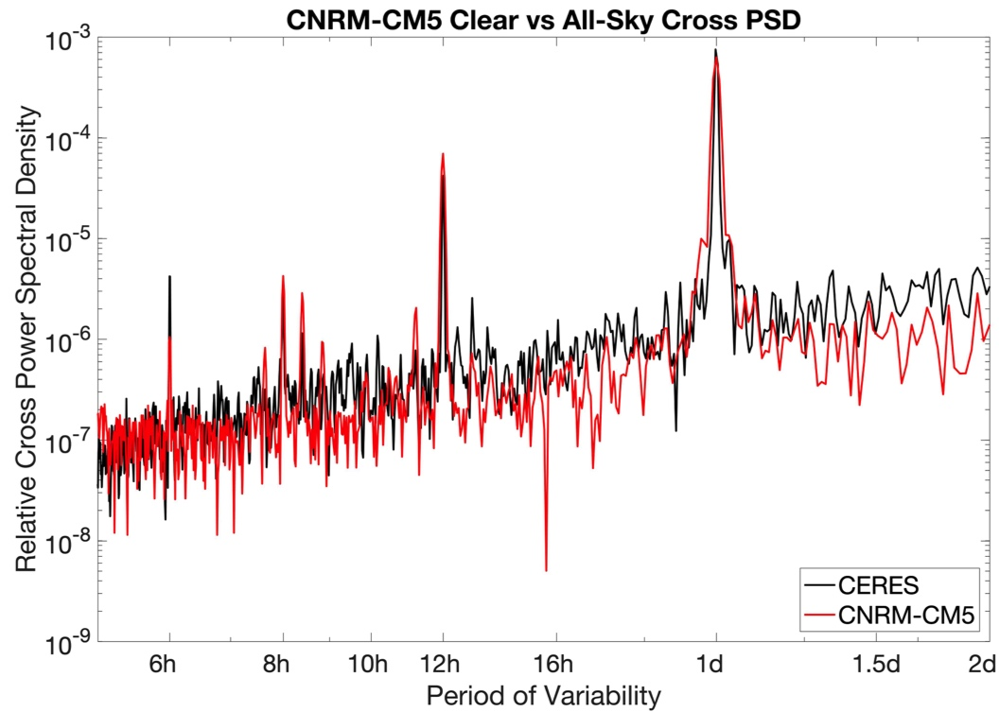 CNRM-CM5 Clear vs All-Sky Cross PSD
Relative Cross Power Spectral Density
10-3
10-4
10-5
10-6
10-7
10-8
10-9
6h 8h 10h 12h 16h 1d 1.5d 2d
Period of Variability
CERES
CNRM-CM5